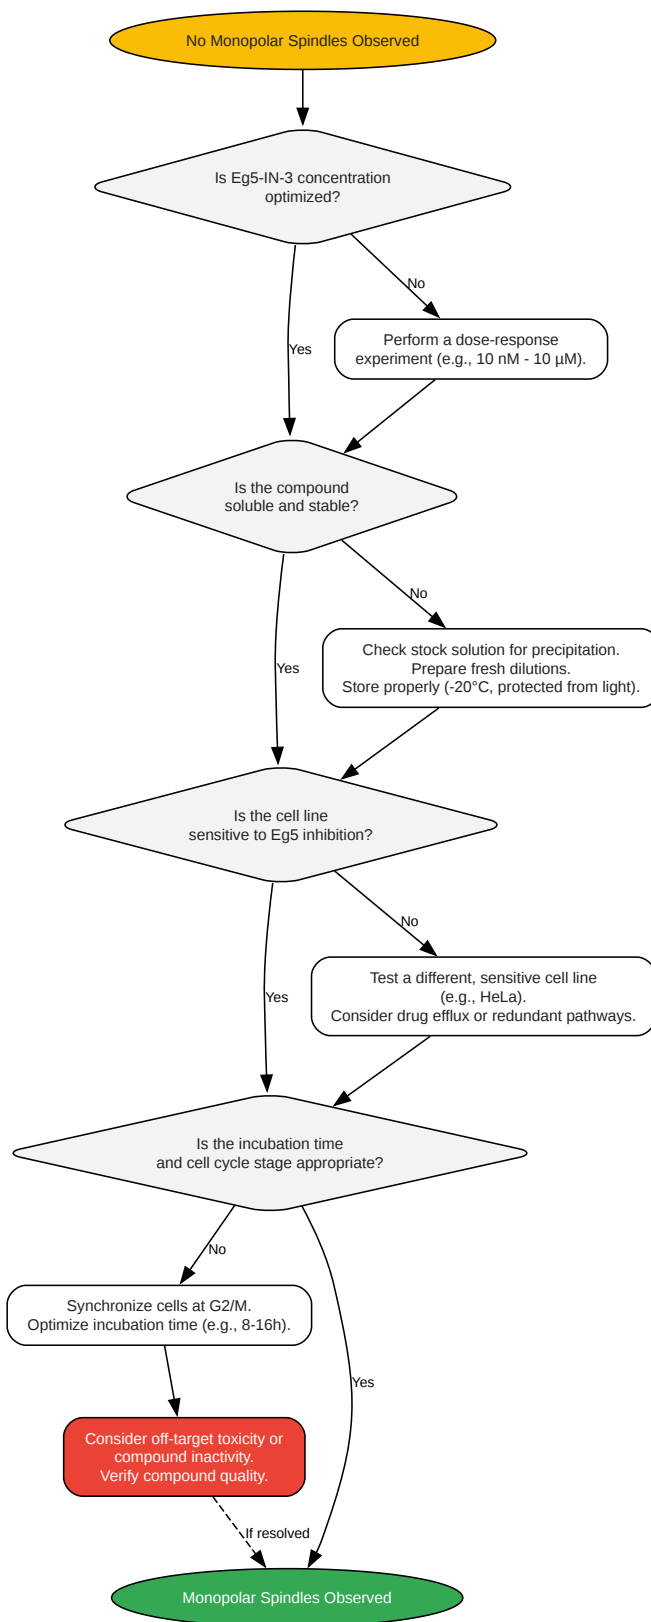 No Monopolar Spindles Observed
Is Eg5-IN-3 concentration
optimized?
No
Yes
Perform a dose-response
experiment (e.g., 10 nM - 10 µM).
Is the compound
soluble and stable?
No
Yes
Check stock solution for precipitation.
Prepare fresh dilutions.
Store properly (-20°C, protected from light).
Is the cell line
sensitive to Eg5 inhibition?
No
Yes
Test a different, sensitive cell line
(e.g., HeLa).
Consider drug efflux or redundant pathways.
Is the incubation time
and cell cycle stage appropriate?
No
Synchronize cells at G2/M.
Optimize incubation time (e.g., 8-16h).
Yes
Consider off-target toxicity or
compound inactivity.
Verify compound quality.
If resolved
Monopolar Spindles Observed